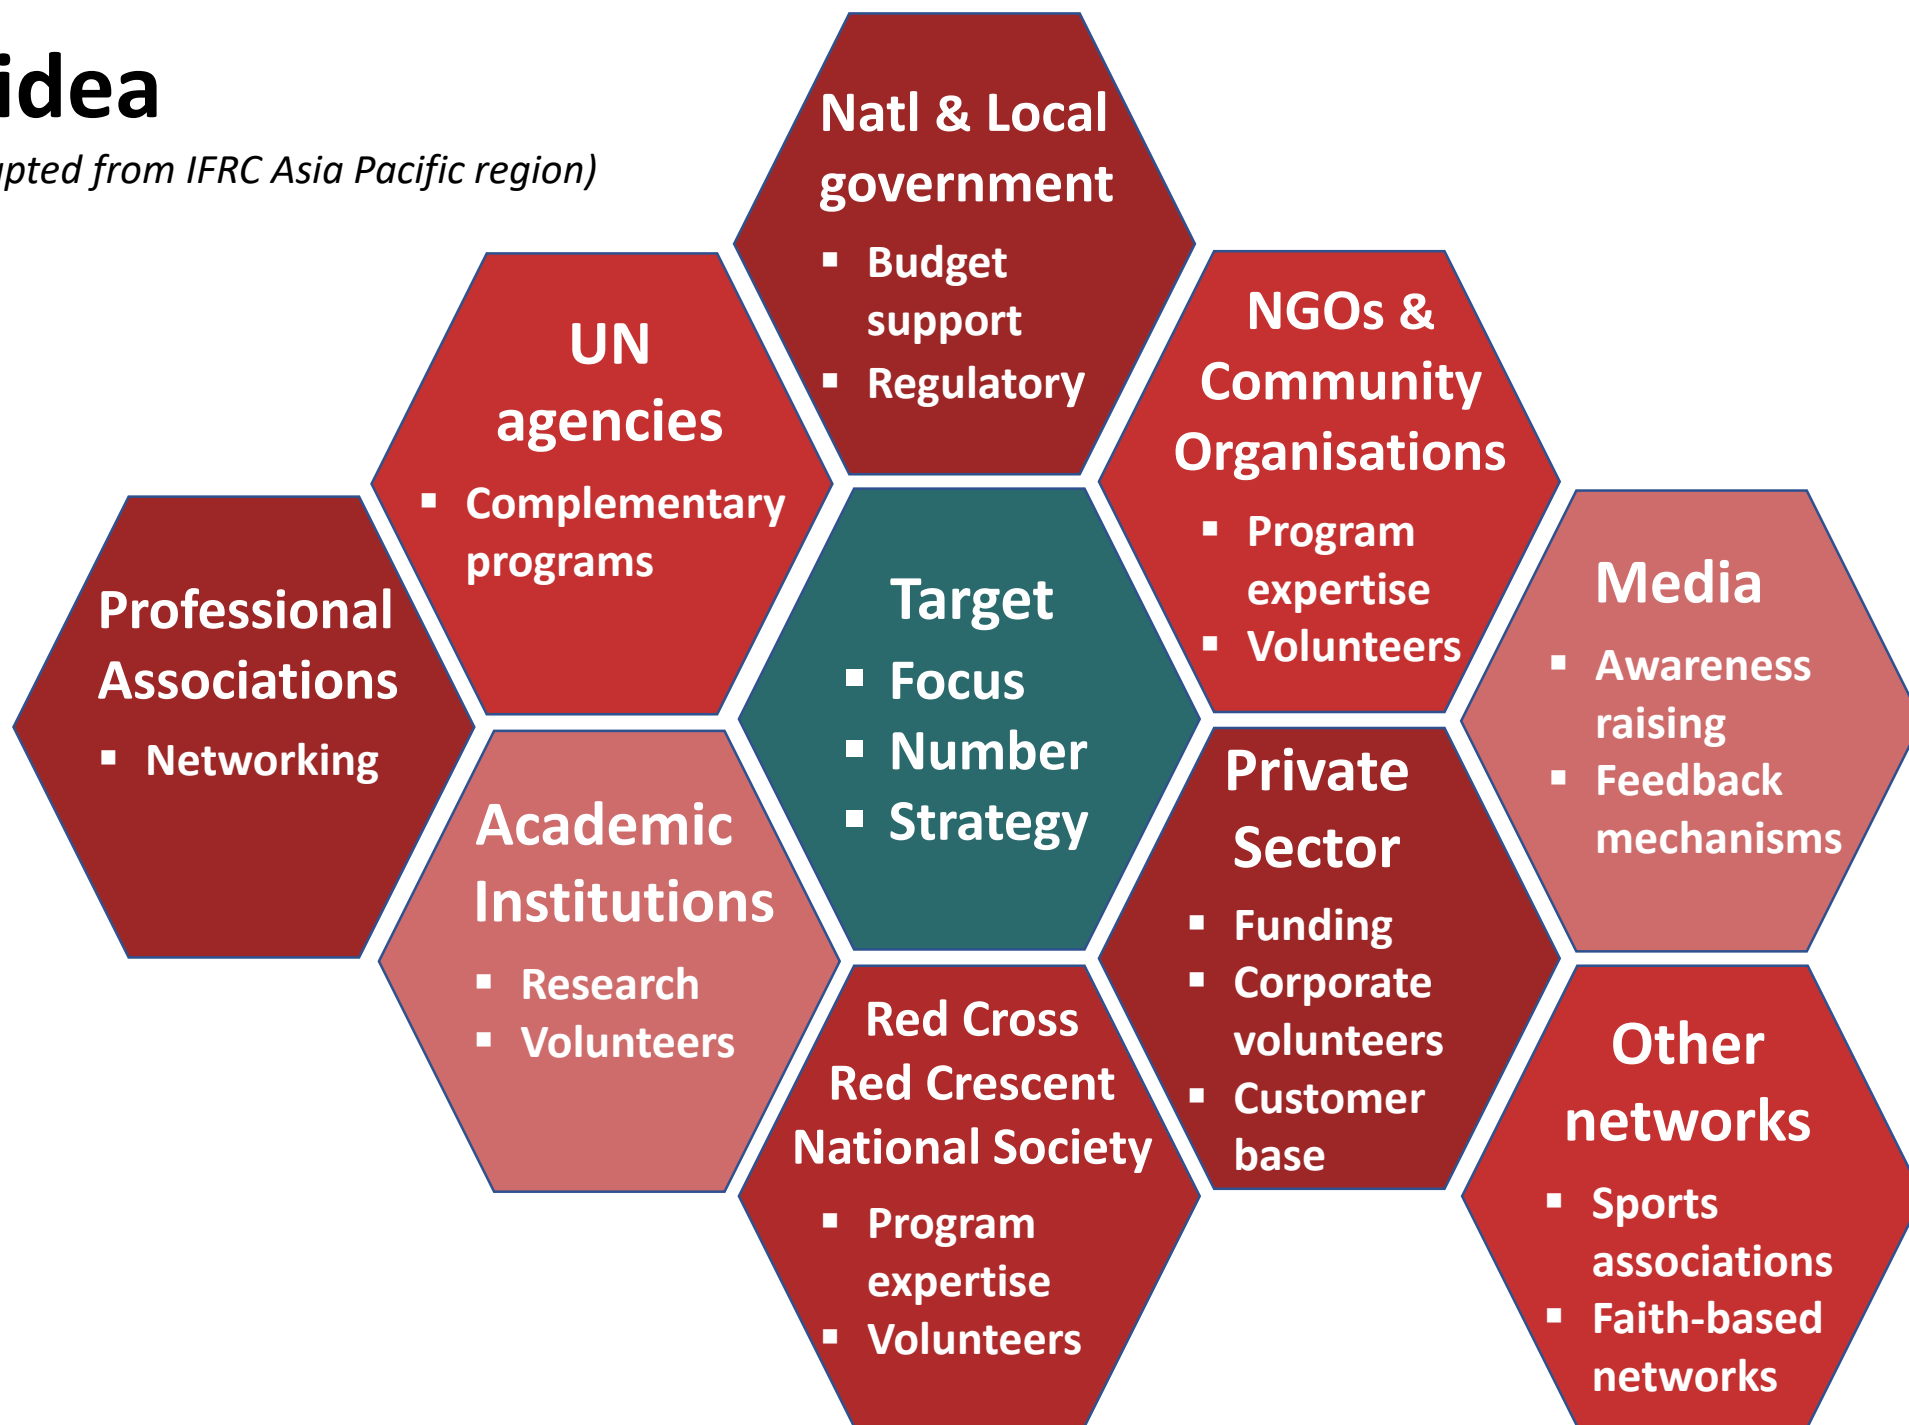 idea
pted from IFRC Asia Pacific region)
Natl & Local
government
▪ Budget
support
▪ Regulatory
UN
agencies
▪ Complementary
programs
NGOs &
Community
Organisations
▪ Program
expertise
▪ Volunteers
Professional
Associations
▪ Networking
Target
▪ Focus
▪ Number
▪ Strategy
Media
▪ Awareness
raising
▪ Feedback
mechanisms
Academic
Institutions
▪ Research
▪ Volunteers
Private
Sector
▪ Funding
▪ Corporate
volunteers
▪ Customer
base
Red Cross
Red Crescent
National Society
▪ Program
expertise
▪ Volunteers
Other
networks
▪ Sports
associations
▪ Faith-based
networks